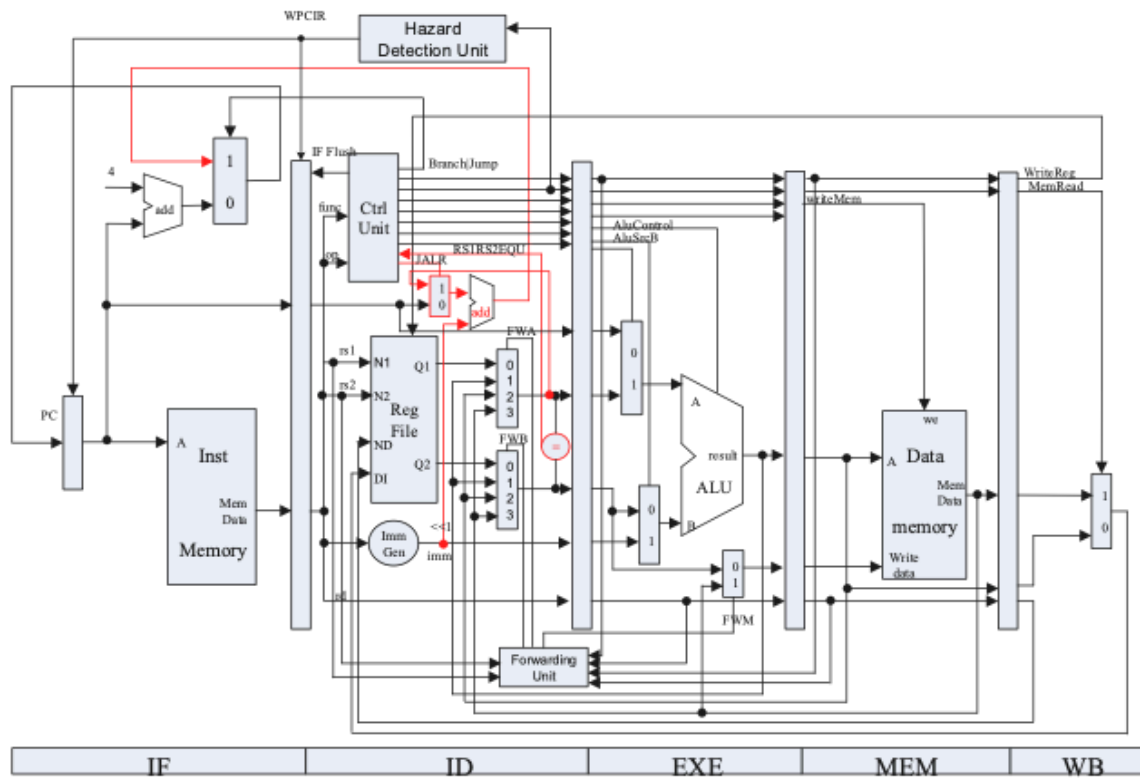 WPCIR
Hazard
Detection Unit
IF Flush
Branch|Jump
WriteReg
MemRead
1
0
4
add
func
Ctrl
Unit
op
writeMem
AluControl
AluSrcB
RS1RS2EQU
JALR
1
0
add
rs1
N1
Q1
FWA
0
1
2
3
0
1
rs2
N2
Reg
File
ND
DI
Q2
FWB
0
1
2
3
=
A
result
ALU
B
0
1
PC
A
Inst
Mem
Data
Memory
<<1
Imm
Gen
imm
rd
we
A
Data
Mem
Data
memory
Write
data
1
0
0
1
FWM
Forwarding
Unit
IF
ID
EXE
MEM
WB